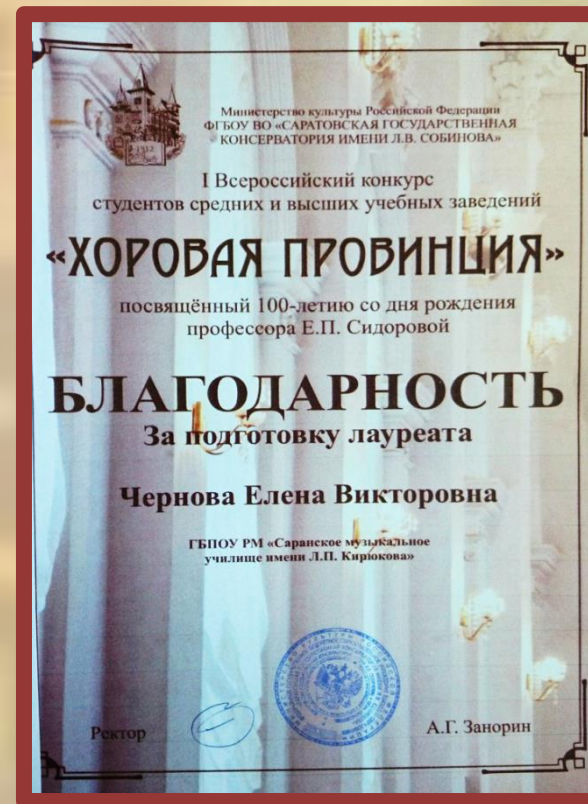 Министерство культуры Российской Федерации
ФГБОУ ВО «САРАТОВСКАЯ ГОСУДАРСТВЕННАЯ
КОНСЕРВАТОРИЯ ИМЕНИ Л.В. СОБИНОВА»
1912
I Всероссийский конкурс
студентов средних и высших учебных заведений
«ХОРОВАЯ ПРОВИНЦИЯ»
посвящённый 100-летию со дня рождения
профессора Е.П. Сидоровой
БЛАГОДАРНОСТЬ
За подготовку лауреата
Чернова Елена Викторовна
ГБПОУ РМ «Саранское музыкальное
училище имени Л.П. Кирюкова»
Ректор
А.Г. Занорин